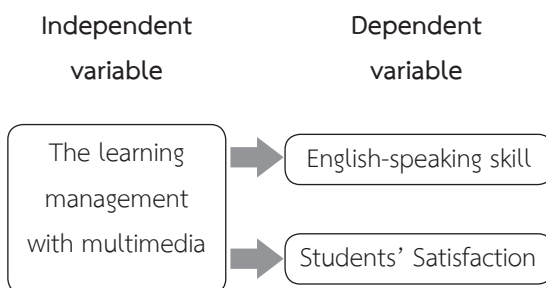 Independent
variable
Dependent
variable
The learning
management
with multimedia
English-speaking skill
Students' Satisfaction